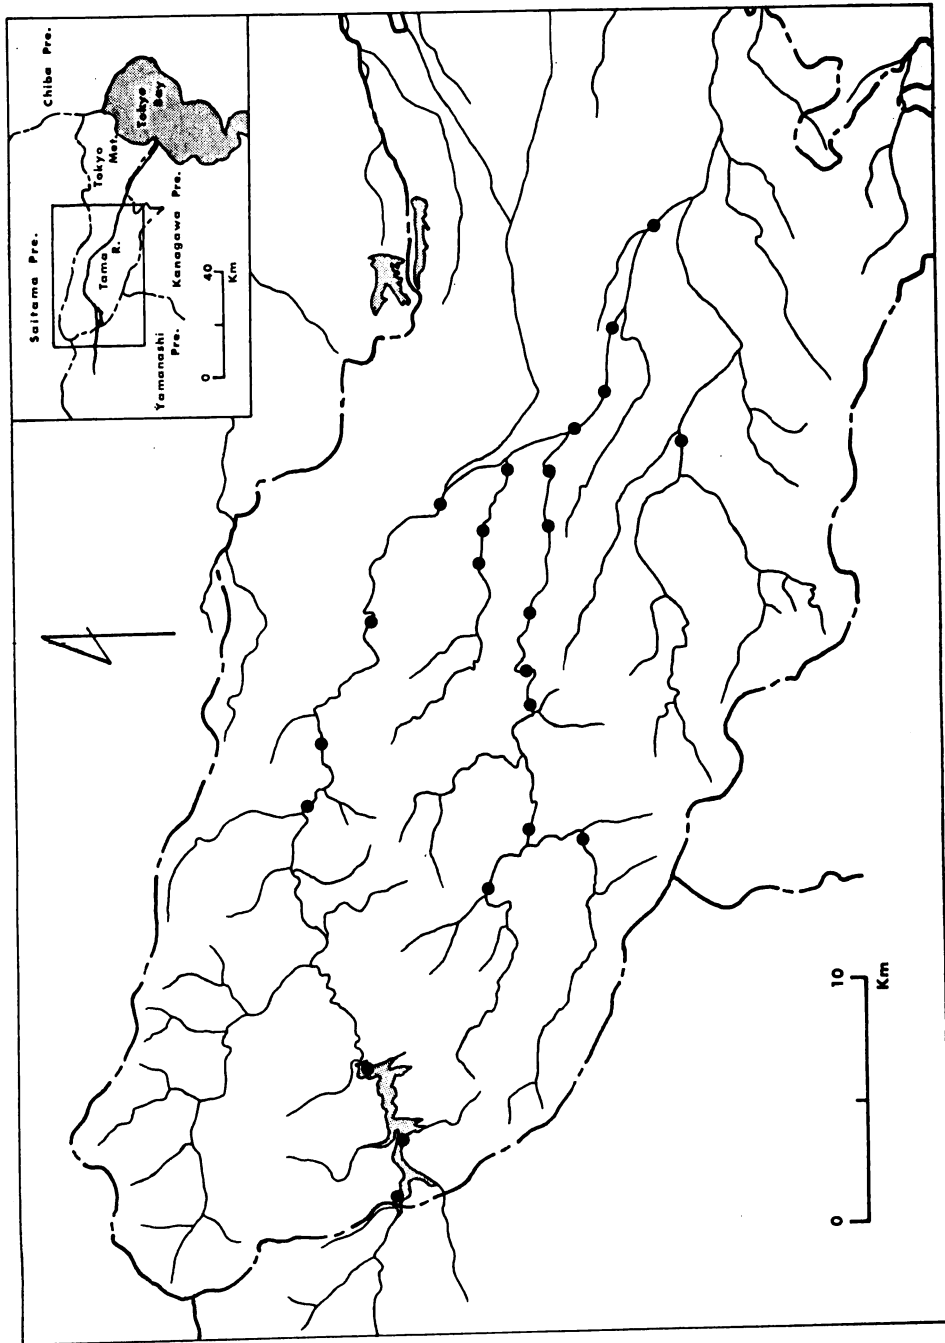 Saitama Pre.
Chiba Pre.
Tokyo
Met.
Tokyo
Bay
Tama
R.
Yamanashi
Pre.
Kanagawa Pre.
0
40
Km
0
10
Km